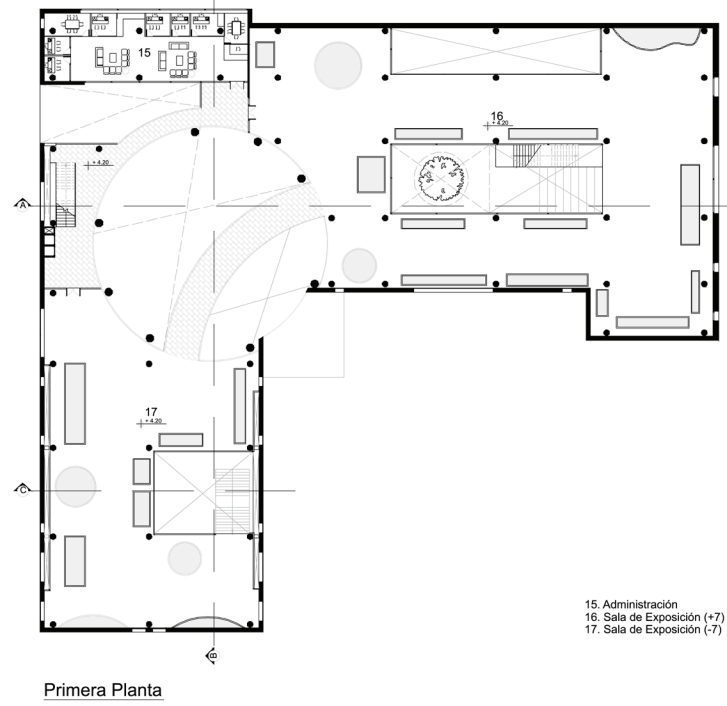 15
16
+ 4.20
+ 4.20
A
17
+ 4.20
C
15. Administración
16. Sala de Exposición (+7)
17. Sala de Exposición (-7)
B
Primera Planta